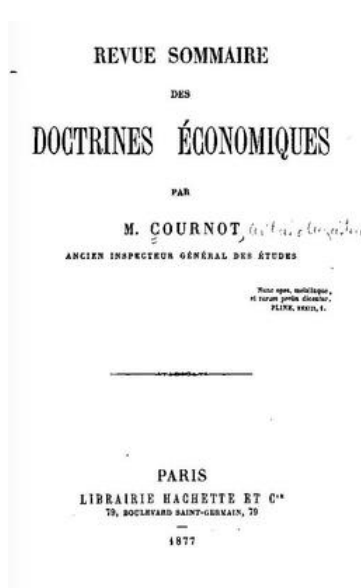 REVUE SOMMAIRE
DES
DOCTRINES ÉCONOMIQUES
PAR
M. COURNOT,
ANCIEN INSPECTEUR GÉNÉRAL DES ÉTUDES
Nunc opes, metallaque,
et rerum pretia dicentur.
PLINE, XXXIII, 1.
PARIS
LIBRAIRIE HACHETTE ET Cie
79, BOULEVARD SAINT-GERMAIN, 79
1877